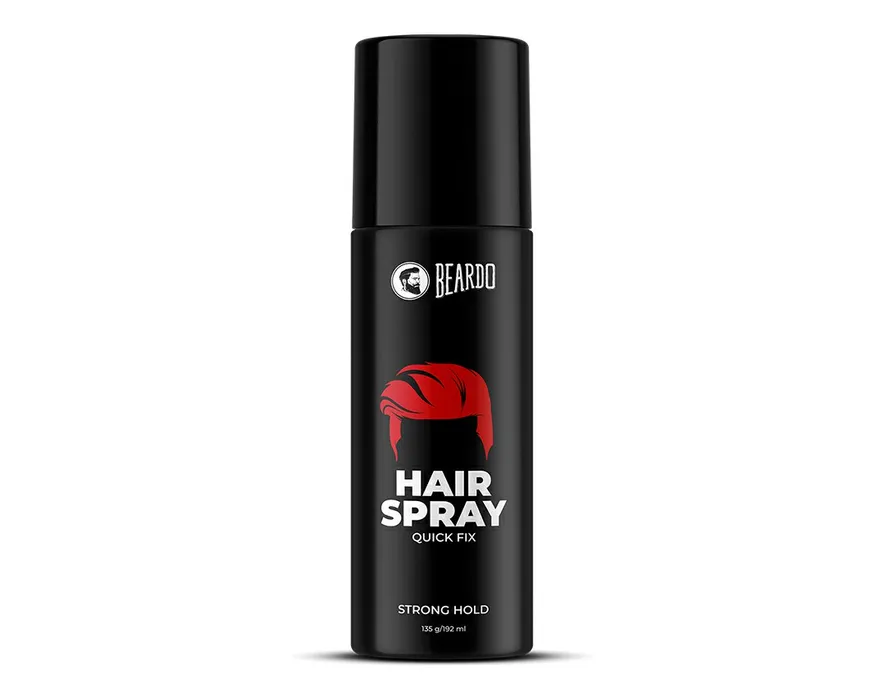 BEARDO
HAIR
SPRAY
QUICK FIX
STRONG HOLD
135 g/192 ml